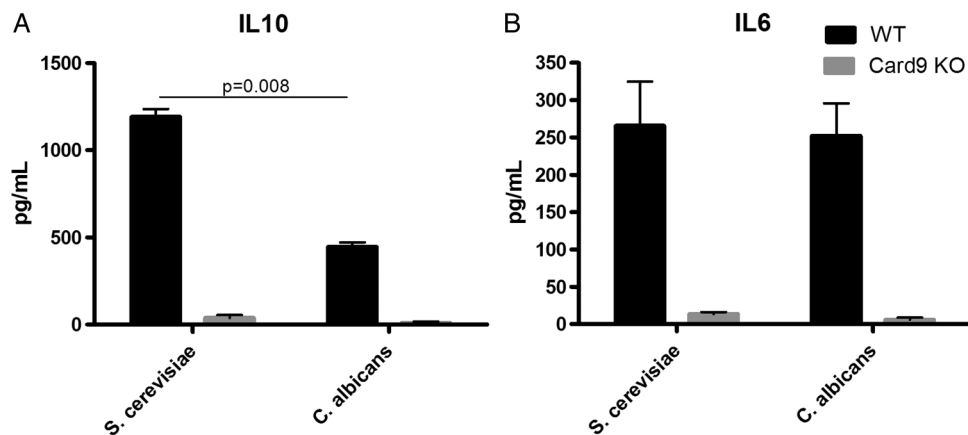 A
IL10
pg/mL
1500
1000
500
0
p=0.008
S. cerevisiae
C. albicans
B
IL6
WT
Card9 KO
pg/mL
350
300
250
200
150
100
50
0
S. cerevisiae
C. albicans